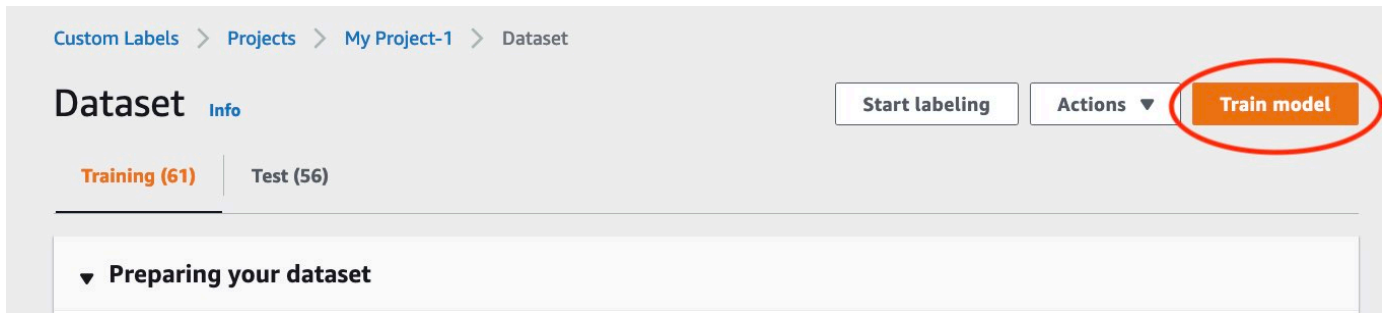 Custom Labels > Projects > My Project-1 > Dataset
Dataset Info
Start labeling
Actions ▼
Train model
Training (61)
Test (56)
▼ Preparing your dataset